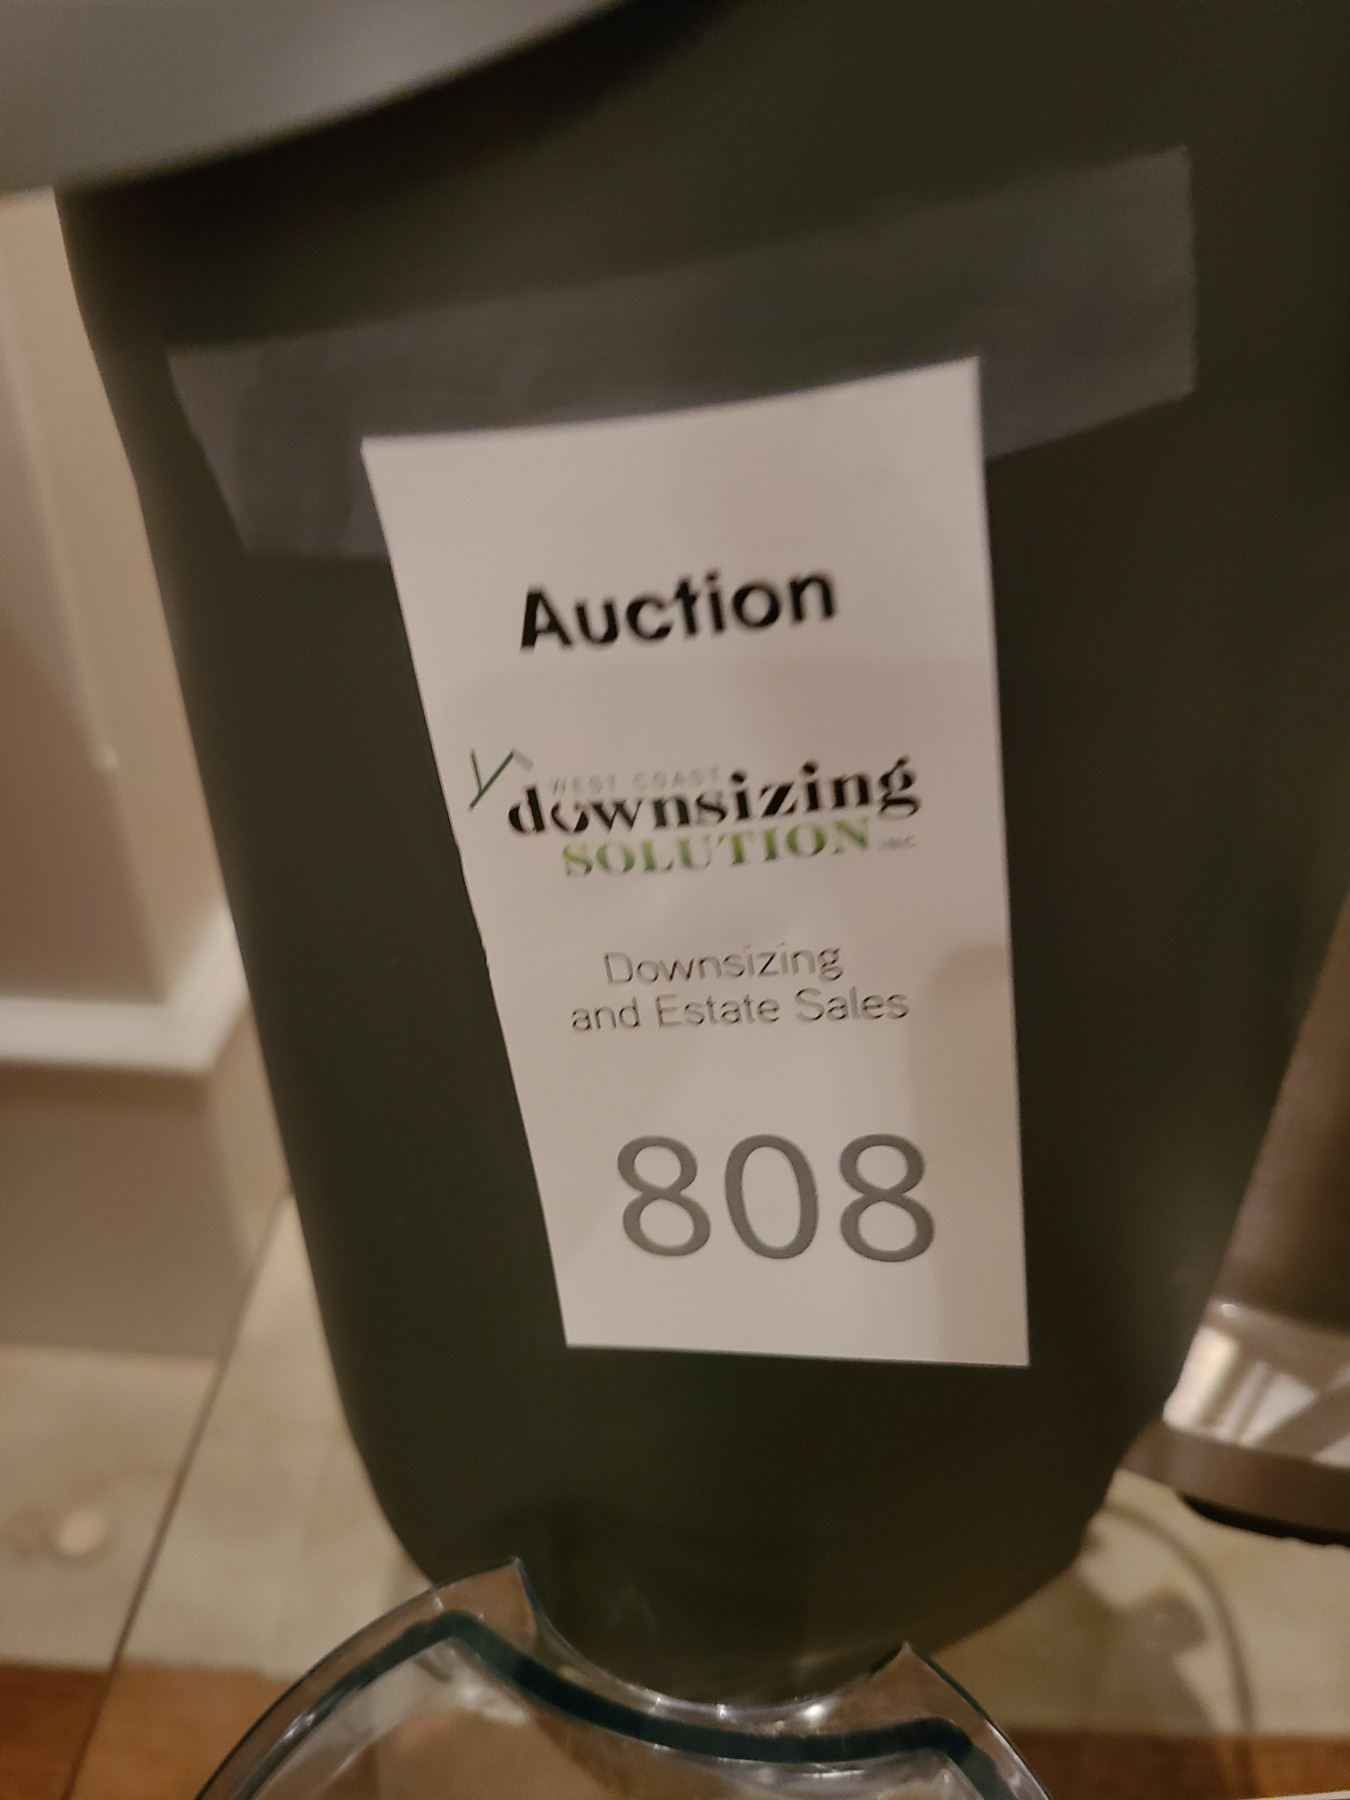 Auction
WEST COAST
downsizing
SOLUTION INC
Downsizing
and Estate Sales
808